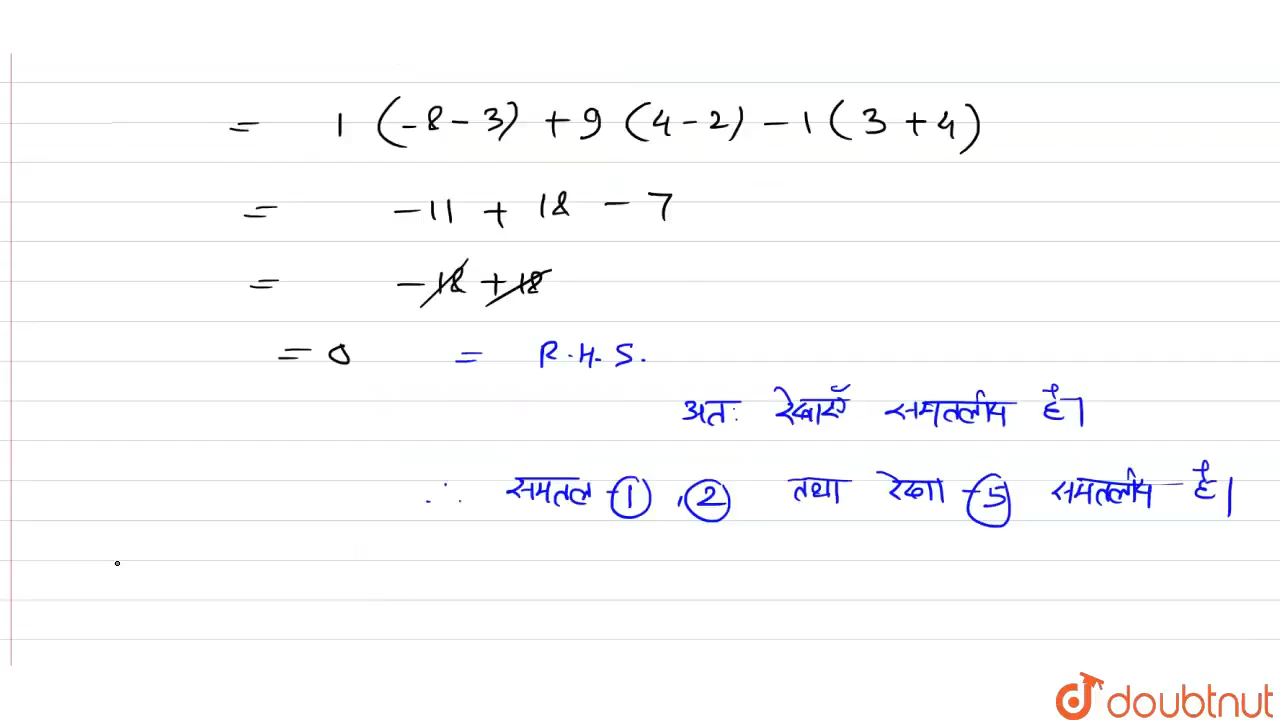 = 1 (-8-3) + 9 (4-2) - 1 (3+4)
= -11 + 18 - 7
= -18 + 18
= 0 = R.H.S.
अतः रेखाएँ समतलीय है।
∴ समतल -1 , 2 तथा रेखा -5 समतलीय है।
doubtnut